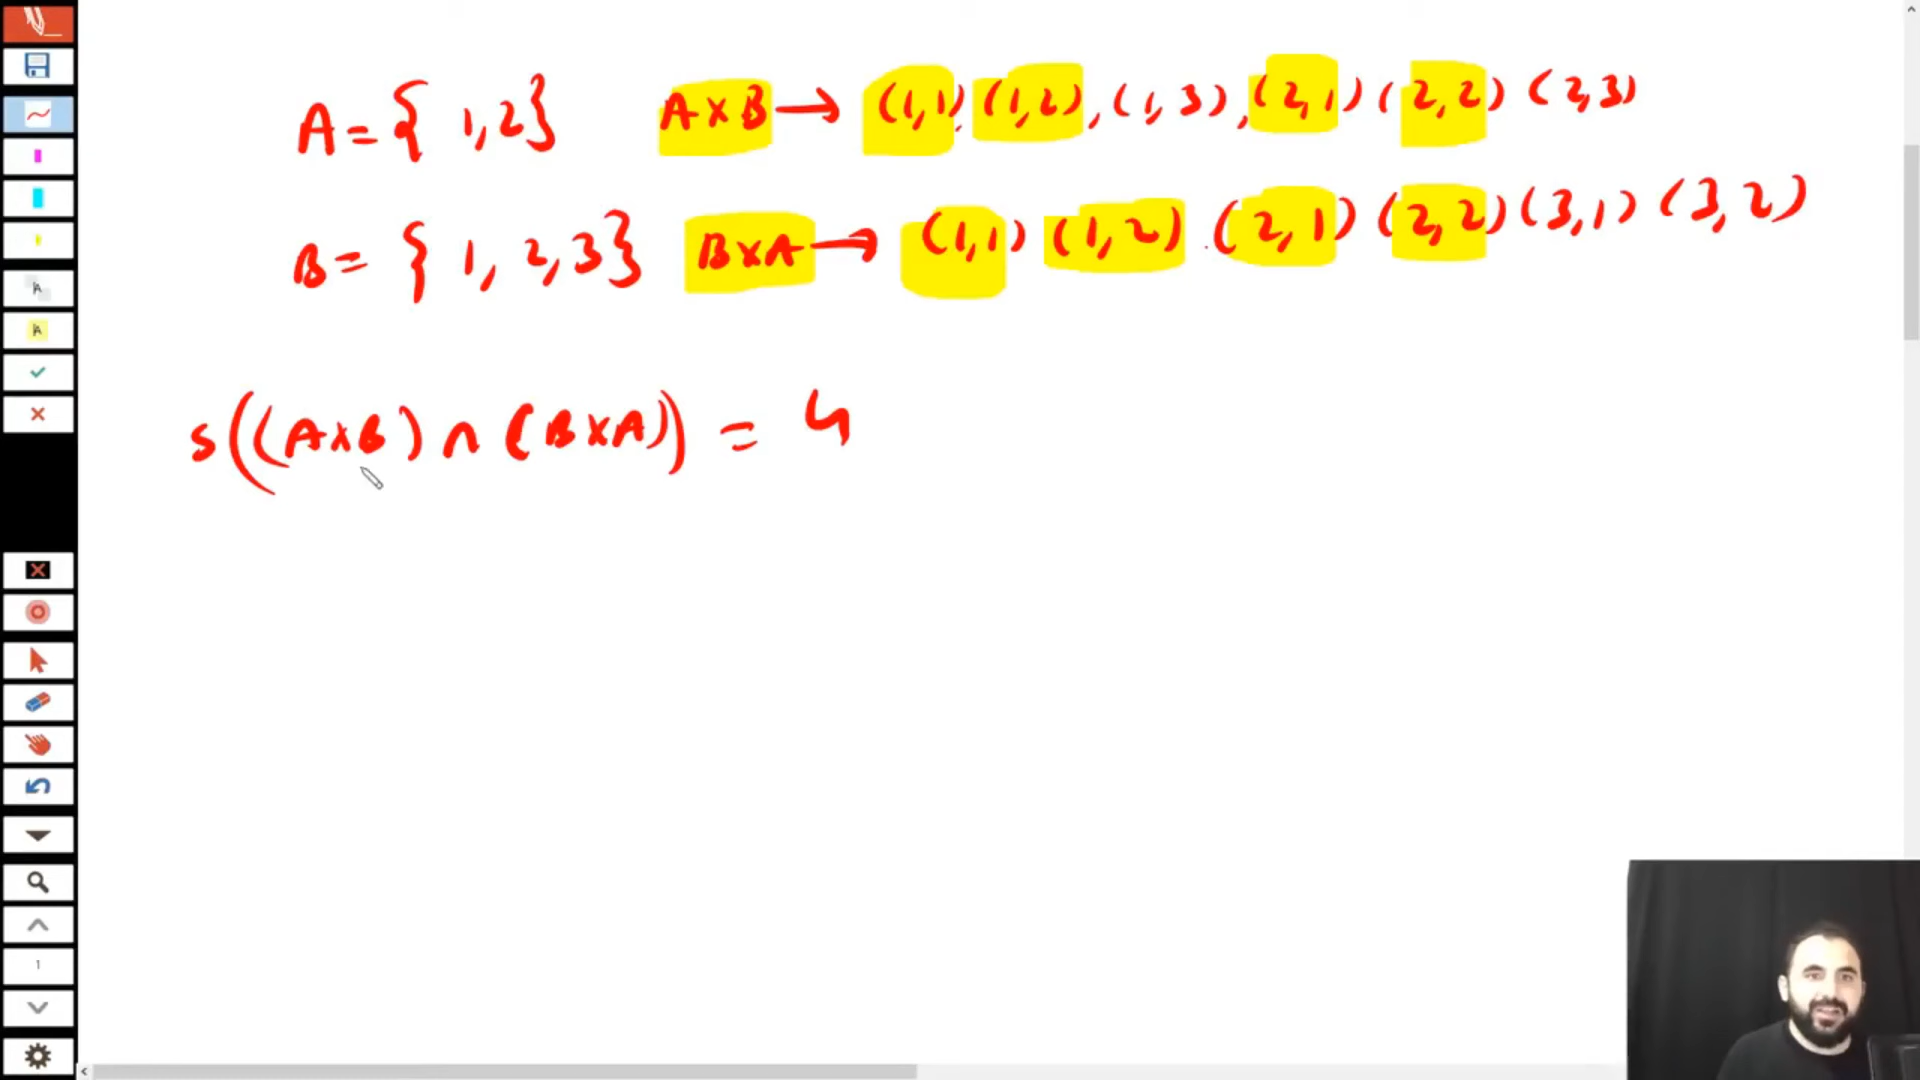 A = { 1, 2 } A × B → (1,1), (1,2), (1,3), (2,1) (2,2) (2,3)
B = { 1, 2, 3 } B × A → (1,1) (1,2) . (2,1) (2,2) (3,1) (3,2)
s((A×B) ∩ (B×A)) = 4
1